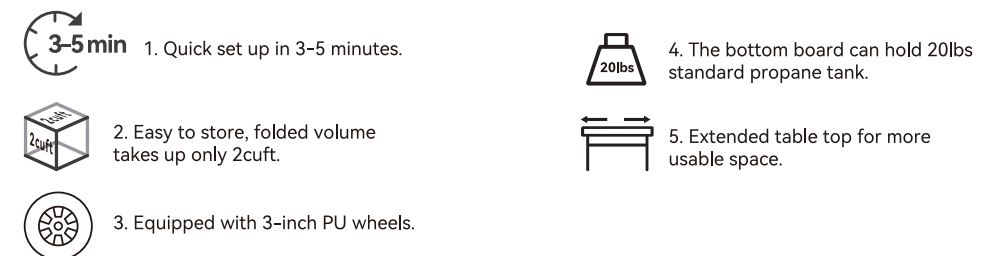 3-5 min
1. Quick set up in 3-5 minutes.
2cuft
2cuft
2. Easy to store, folded volume
takes up only 2cuft.
3. Equipped with 3-inch PU wheels.
20lbs
4. The bottom board can hold 20lbs
standard propane tank.
5. Extended table top for more
usable space.